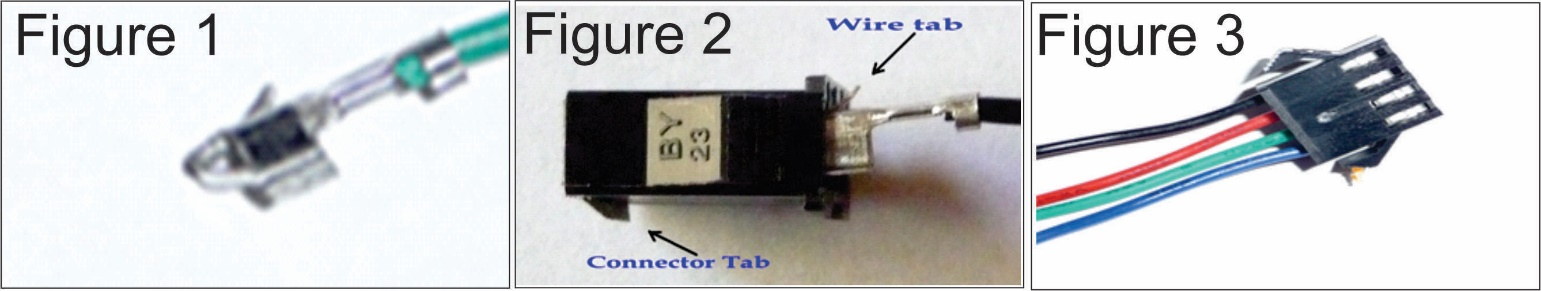 Figure 1
Figure 2
Wire tab
BY
23
Connector Tab
Figure 3